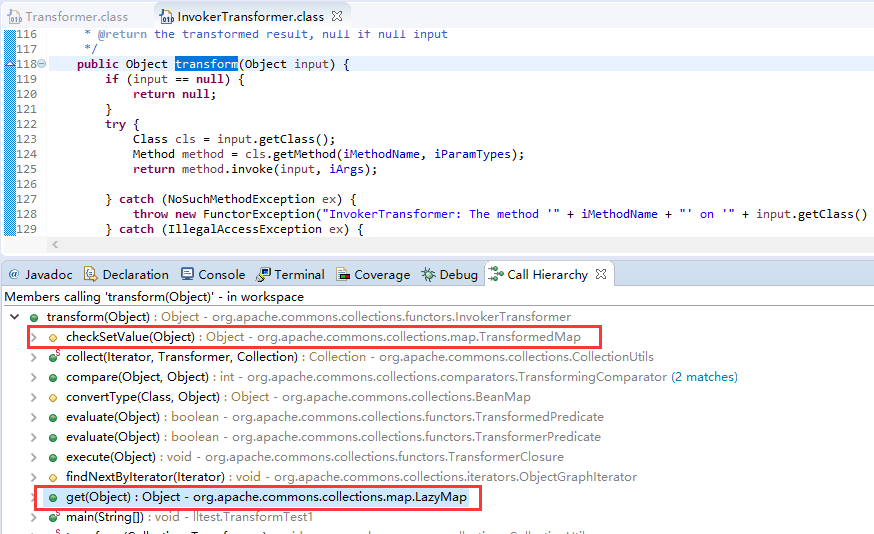 Transformer.class InvokerTransformer.class
116 * @return the transformed result, null if null input
117 */
118 public Object transform(Object input) {
119 if (input == null) {
120 return null;
121 }
122 try {
123 Class cls = input.getClass();
124 Method method = cls.getMethod(iMethodName, iParamTypes);
125 return method.invoke(input, iArgs);
126
127 } catch (NoSuchMethodException ex) {
128 throw new FunctorException("InvokerTransformer: The method '" + iMethodName + "' on '" + input.getClass()
129 } catch (IllegalAccessException ex) {
@ Javadoc Declaration Console Terminal Coverage Debug Call Hierarchy
Members calling 'transform(Object)' - in workspace
transform(Object) : Object - org.apache.commons.collections.functors.InvokerTransformer
checkSetValue(Object) : Object - org.apache.commons.collections.map.TransformedMap
collect(Iterator, Transformer, Collection) : Collection - org.apache.commons.collections.CollectionUtils
compare(Object, Object) : int - org.apache.commons.collections.comparators.TransformingComparator (2 matches)
convertType(Class, Object) : Object - org.apache.commons.collections.BeanMap
evaluate(Object) : boolean - org.apache.commons.collections.functors.TransformedPredicate
evaluate(Object) : boolean - org.apache.commons.collections.functors.TransformerPredicate
execute(Object) : void - org.apache.commons.collections.functors.TransformerClosure
findNextByIterator(Iterator) : void - org.apache.commons.collections.iterators.ObjectGraphIterator
get(Object) : Object - org.apache.commons.collections.map.LazyMap
main(String[]) : void - lltest.TransformTest1